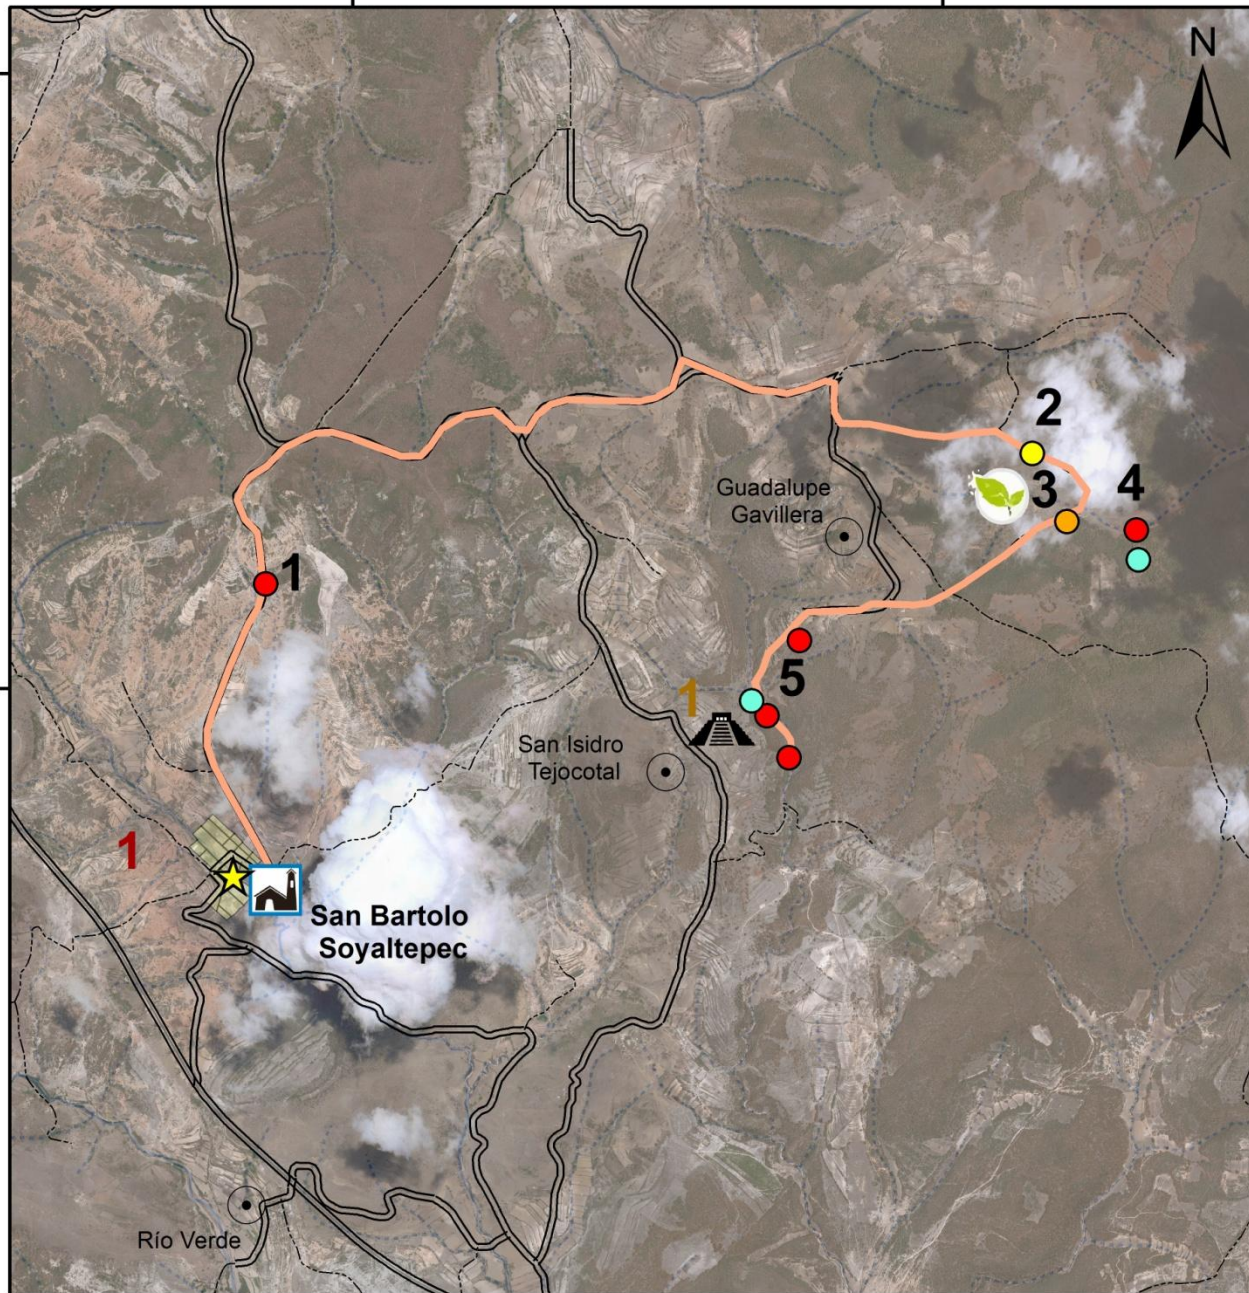 N
2
3
4
Guadalupe
Gavillera
1
5
1
San Isidro
Tejocotal
1
San Bartolo
Soyaltepec
Río Verde